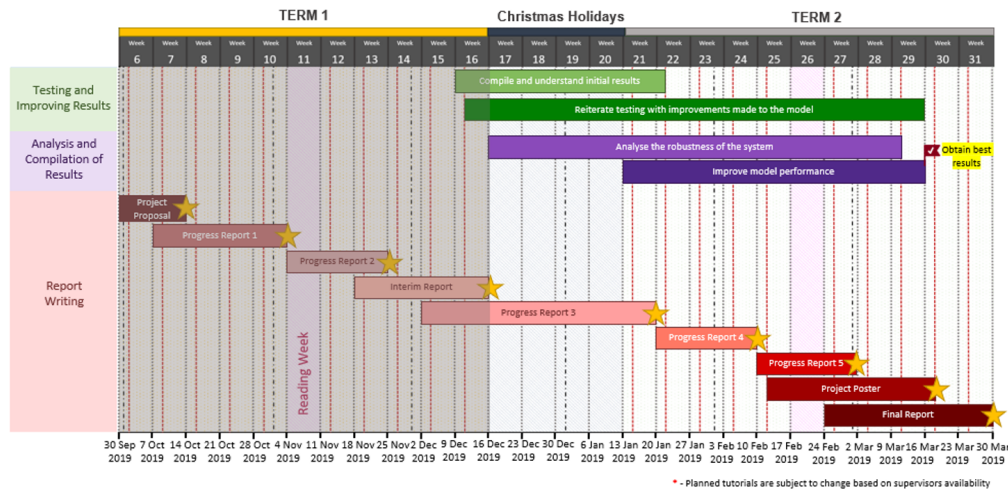 TERM 1 Christmas Holidays TERM 2
Week Week Week Week Week Week Week Week Week Week Week Week Week Week Week Week Week Week Week Week Week Week Week Week Week Week
6 7 8 9 10 11 12 13 14 15 16 17 18 19 20 21 22 23 24 25 26 27 28 29 30 31
Testing and
Improving Results
Compile and understand initial results
Reiterate testing with improvements made to the model
Analysis and
Compilation of
Results
Analyse the robustness of the system
Obtain best
results
Improve model performance
Report
Writing
Project
Proposal
Progress Report 1
Progress Report 2
Interim Report
Progress Report 3
Progress Report 4
Progress Report 5
Project Poster
Final Report
Reading Week
30 Sep 7 Oct 14 Oct 21 Oct 28 Oct 4 Nov 11 Nov 18 Nov 25 Nov 2 Dec 9 Dec 16 Dec 23 Dec 30 Dec 6 Jan 13 Jan 20 Jan 27 Jan 3 Feb 10 Feb 16 Feb 24 Feb 2 Mar 9 Mar 16 Mar 23 Mar 30 Mar
2019 2019 2019 2019 2019 2019 2019 2019 2019 2019 2019 2019 2019 2019 2019 2019 2019 2019 2019 2019 2019 2019 2019 2019 2019 2019 2019
* - Planned tutorials are subject to change based on supervisors availability